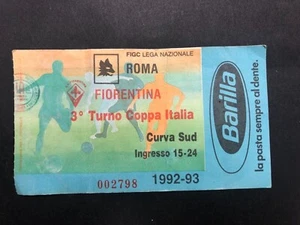 FIGC LEGA NAZIONALE
ROMA
FIORENTINA
3° Turno Coppa Italia
Curva Sud
Ingresso 15-24
002798
1992-93
Barilla
la pasta sempre al dente.